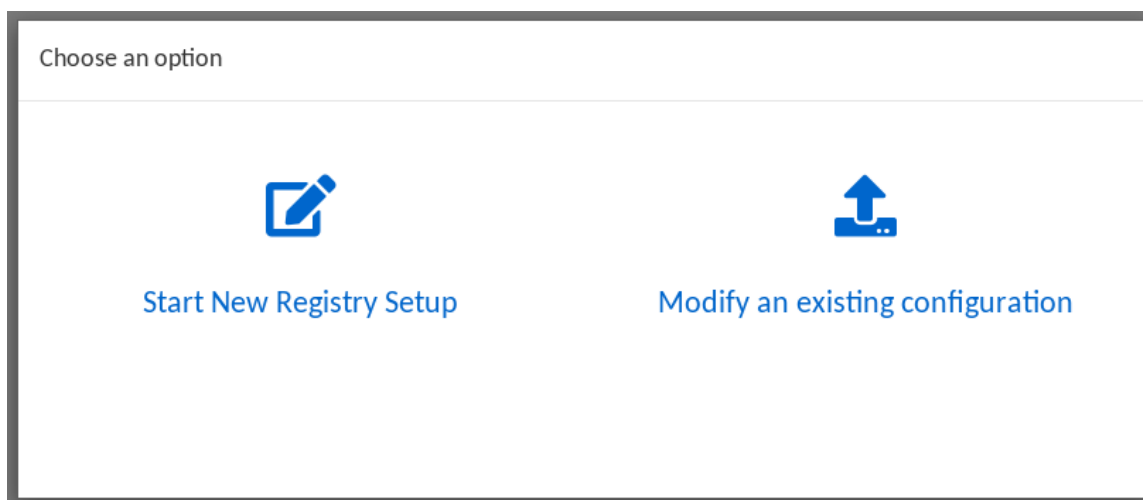 Choose an option
Start New Registry Setup
Modify an existing configuration